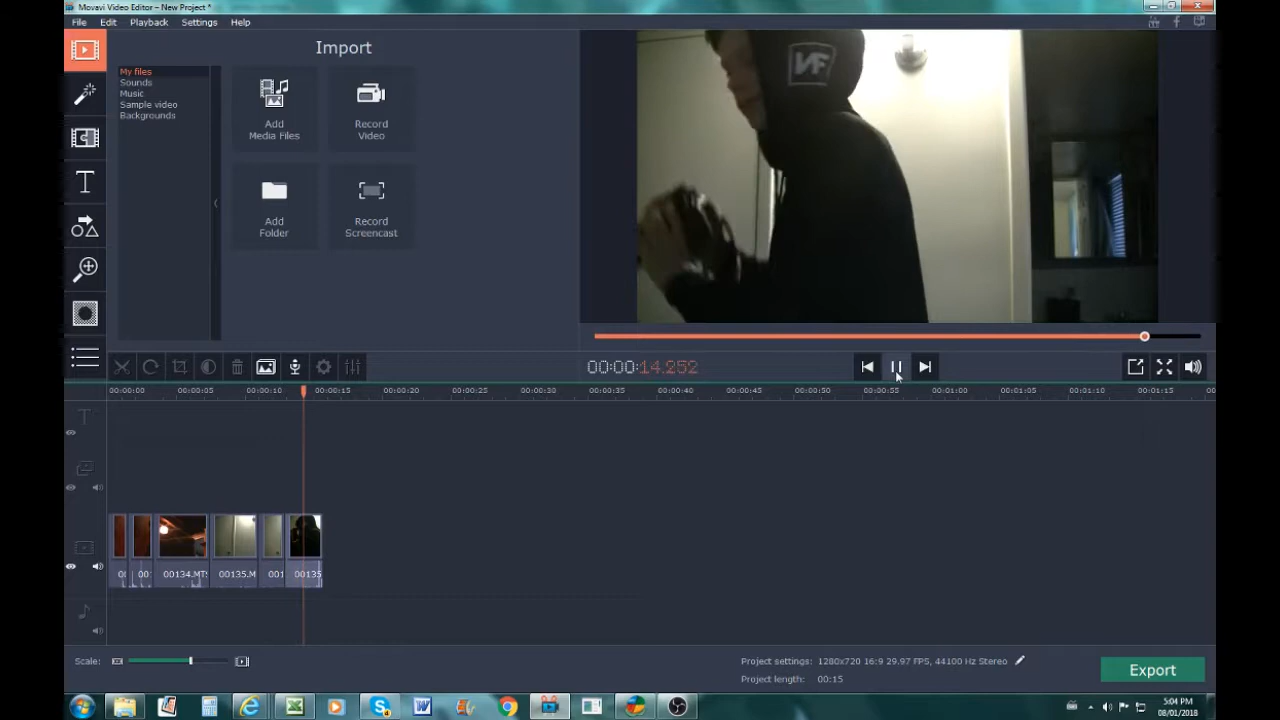 Movavi Video Editor – New Project *
File Edit Playback Settings Help
Import
My files
Sounds
Music
Sample video
Backgrounds
Add
Media Files
Record
Video
Add
Folder
Record
Screencast
NF
00:00:14.252
00:00:00 00:00:05 00:00:10 00:00:15 00:00:20 00:00:25 00:00:30 00:00:35 00:00:40 00:00:45 00:00:50 00:00:55 00:01:00 00:01:05 00:01:10 00:01:15 00
00134.MTS 00135.M 001 00135
Scale:
Project settings: 1280x720 16:9 29.97 FPS, 44100 Hz Stereo
Project length: 00:15
Export
5:04 PM
08/01/2018